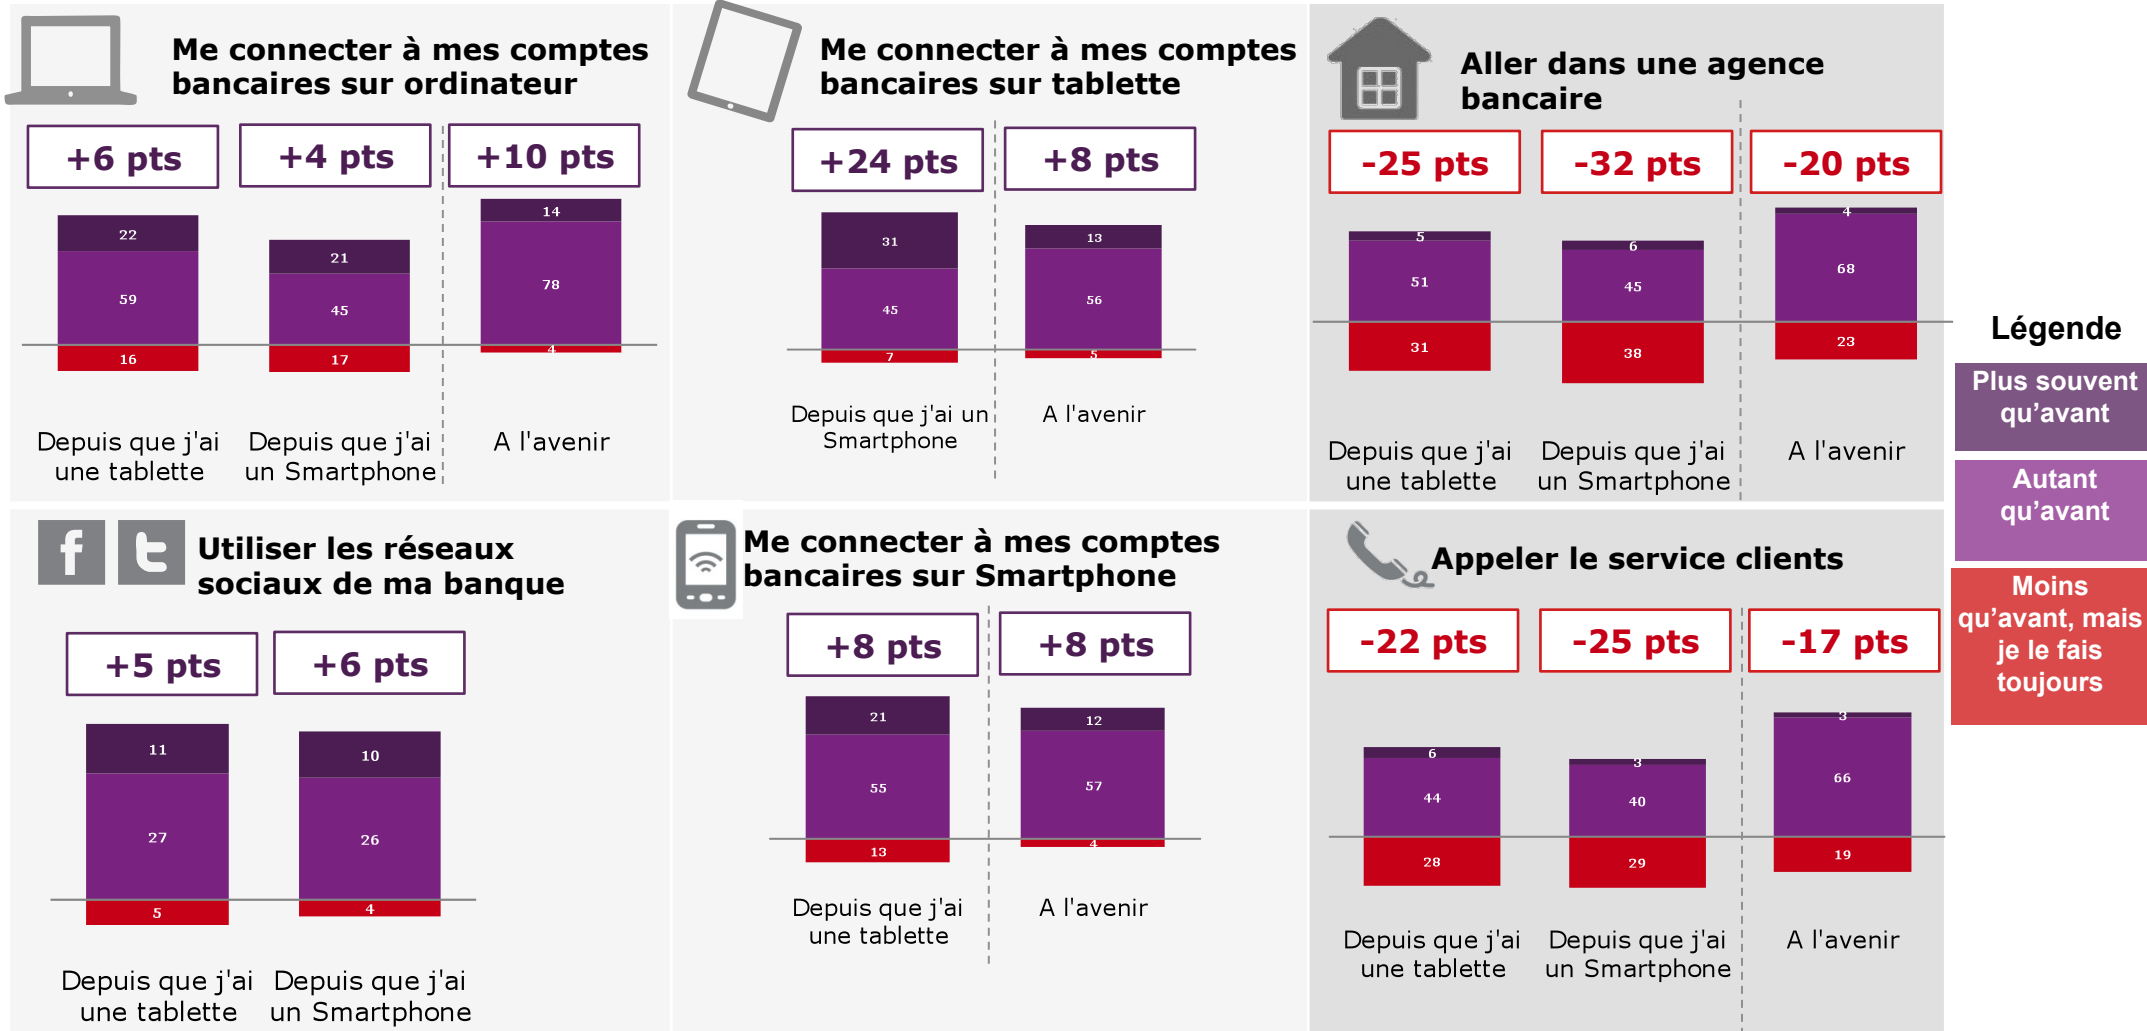 Me connecter à mes comptes
bancaires sur ordinateur
+6 pts
+4 pts
+10 pts
22
59
16
21
45
17
14
78
4
Depuis que j'ai
une tablette
Depuis que j'ai
un Smartphone
A l'avenir
Me connecter à mes comptes
bancaires sur tablette
+24 pts
+8 pts
31
45
7
13
56
5
Depuis que j'ai un
Smartphone
A l'avenir
Aller dans une agence
bancaire
-25 pts
-32 pts
-20 pts
5
51
31
6
45
38
4
68
23
Depuis que j'ai
une tablette
Depuis que j'ai
un Smartphone
A l'avenir
f
t
Utiliser les réseaux
sociaux de ma banque
+5 pts
+6 pts
11
27
5
10
26
4
Depuis que j'ai
une tablette
Depuis que j'ai
un Smartphone
Me connecter à mes comptes
bancaires sur Smartphone
+8 pts
+8 pts
21
55
13
12
57
4
Depuis que j'ai
une tablette
A l'avenir
Appeler le service clients
-22 pts
-25 pts
-17 pts
6
44
28
3
40
29
3
66
19
Depuis que j'ai
une tablette
Depuis que j'ai
un Smartphone
A l'avenir
Légende
Plus souvent
qu’avant
Autant
qu’avant
Moins
qu’avant, mais
je le fais
toujours